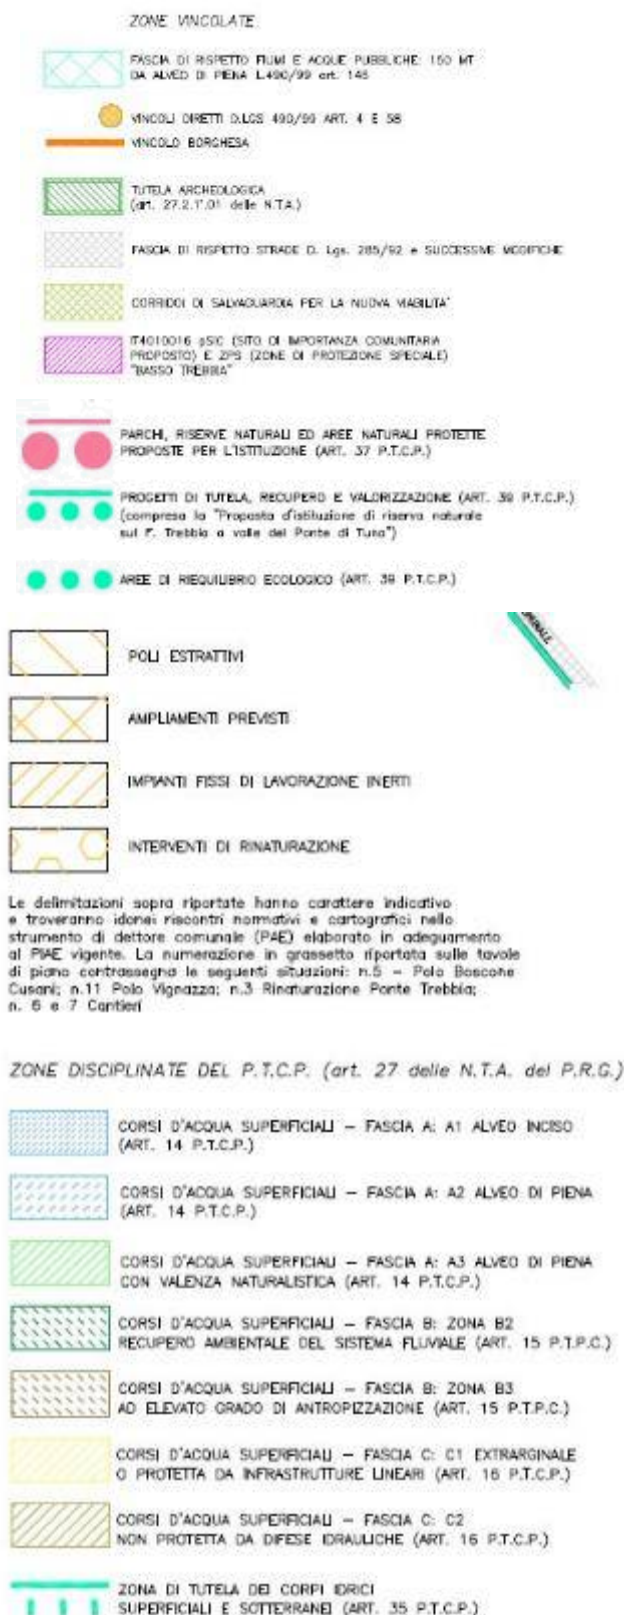 ZONE VINCOLATE
FASCIA DI RISPETTO FIUMI E ACQUE PUBBLICHE: 150 MT
DA ALVEO DI PIENA L.490/99 art. 146
VINCOLI DIRETTI D.LGS 490/99 ART. 4 E 58
VINCOLO BORGHESA
TUTELA ARCHEOLOGICA
(art. 27.2.1°.01 delle N.T.A.)
FASCIA DI RISPETTO STRADE D. Lgs. 285/92 e SUCCESSIVE MODIFICHE
CORRIDOI DI SALVAGUARDIA PER LA NUOVA VIABILITA'
IT4010016 pSIC (SITO DI IMPORTANZA COMUNITARIA
PROPOSTO) E ZPS (ZONE DI PROTEZIONE SPECIALE)
"BASSO TREBBIA"
PARCHI, RISERVE NATURALI ED AREE NATURALI PROTETTE
PROPOSTE PER L'ISTITUZIONE (ART. 37 P.T.C.P.)
PROGETTI DI TUTELA, RECUPERO E VALORIZZAZIONE (ART. 39 P.T.C.P.)
(compresa la "Proposta d'istituzione di riserva naturale
sul F. Trebbia a valle del Ponte di Tuna")
AREE DI RIEQUILIBRIO ECOLOGICO (ART. 39 P.T.C.P.)
POLI ESTRATTIVI
AMPLIAMENTI PREVISTI
IMPIANTI FISSI DI LAVORAZIONE INERTI
INTERVENTI DI RINATURAZIONE
Le delimitazioni sopra riportate hanno carattere indicativo
e troveranno idonei riscontri normativi e cartografici nello
strumento di dettore comunale (PAE) elaborato in adeguamento
al PIAE vigente. La numerazione in grassetto riportata sulle tavole
di piano contrassegna le seguenti situazioni: n.5 – Polo Boscone
Cusani; n.11 Polo Vignazza; n.3 Rinaturazione Ponte Trebbia;
n. 6 e 7 Cantieri
ZONE DISCIPLINATE DEL P.T.C.P. (art. 27 delle N.T.A. del P.R.G.)
CORSI D'ACQUA SUPERFICIALI – FASCIA A: A1 ALVEO INCISO
(ART. 14 P.T.C.P.)
CORSI D'ACQUA SUPERFICIALI – FASCIA A: A2 ALVEO DI PIENA
(ART. 14 P.T.C.P.)
CORSI D'ACQUA SUPERFICIALI – FASCIA A: A3 ALVEO DI PIENA
CON VALENZA NATURALISTICA (ART. 14 P.T.C.P.)
CORSI D'ACQUA SUPERFICIALI – FASCIA B: ZONA B2
RECUPERO AMBIENTALE DEL SISTEMA FLUVIALE (ART. 15 P.T.P.C.)
CORSI D'ACQUA SUPERFICIALI – FASCIA B: ZONA B3
AD ELEVATO GRADO DI ANTROPIZZAZIONE (ART. 15 P.T.P.C.)
CORSI D'ACQUA SUPERFICIALI – FASCIA C: C1 EXTRARGINALE
O PROTETTA DA INFRASTRUTTURE LINEARI (ART. 16 P.T.C.P.)
CORSI D'ACQUA SUPERFICIALI – FASCIA C: C2
NON PROTETTA DA DIFESE IDRAULICHE (ART. 16 P.T.C.P.)
ZONA DI TUTELA DEI CORPI IDRICI
SUPERFICIALI E SOTTERRANEI (ART. 35 P.T.C.P.)